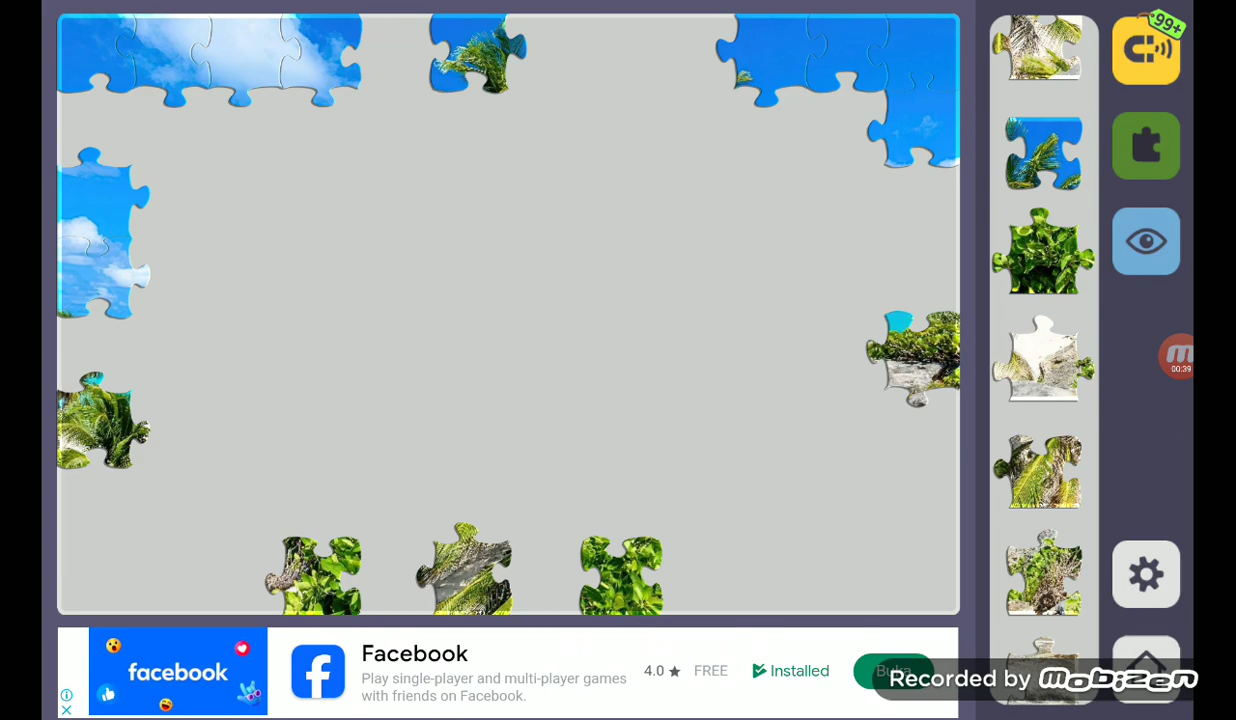 99+
00:39
facebook
Facebook
Play single-player and multi-player games
with friends on Facebook.
4.0 ★ FREE Installed
Buka
Recorded by mobizen